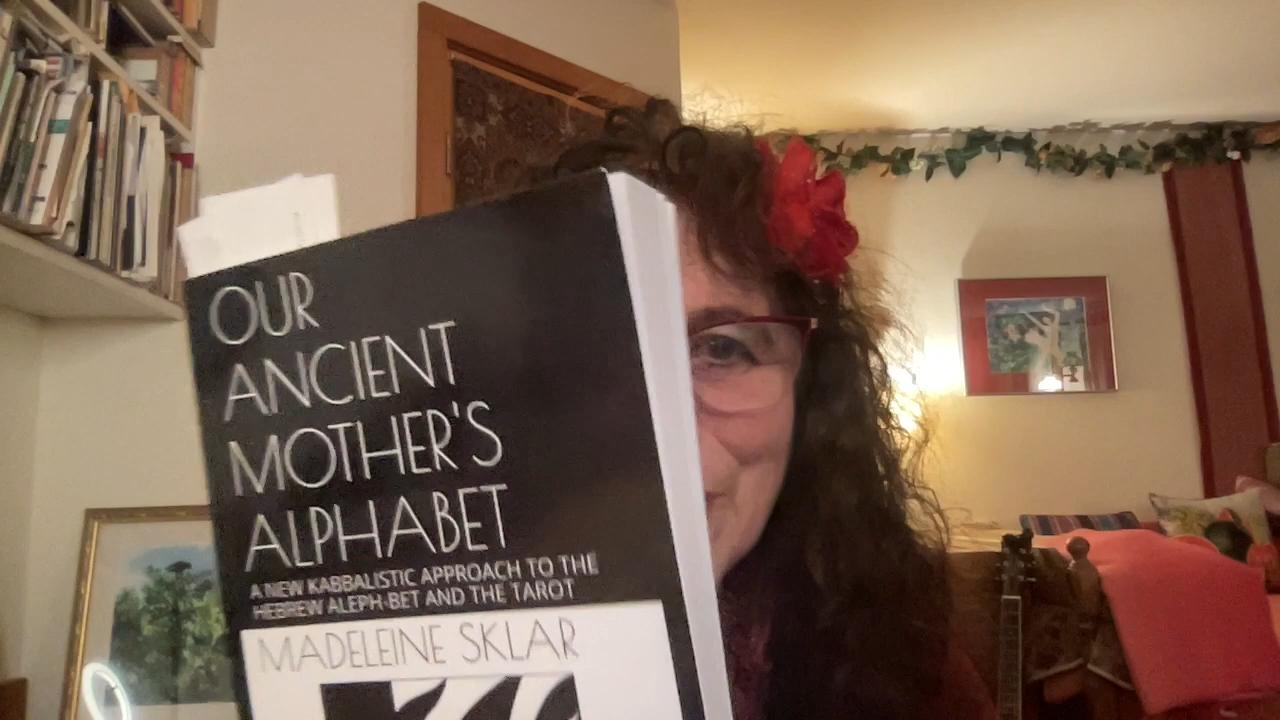 OUR
ANCIENT
MOTHER'S
ALPHABET
A NEW KABBALISTIC APPROACH TO THE
HEBREW ALEPH-BET AND THE TAROT
MADELEINE SKLAR